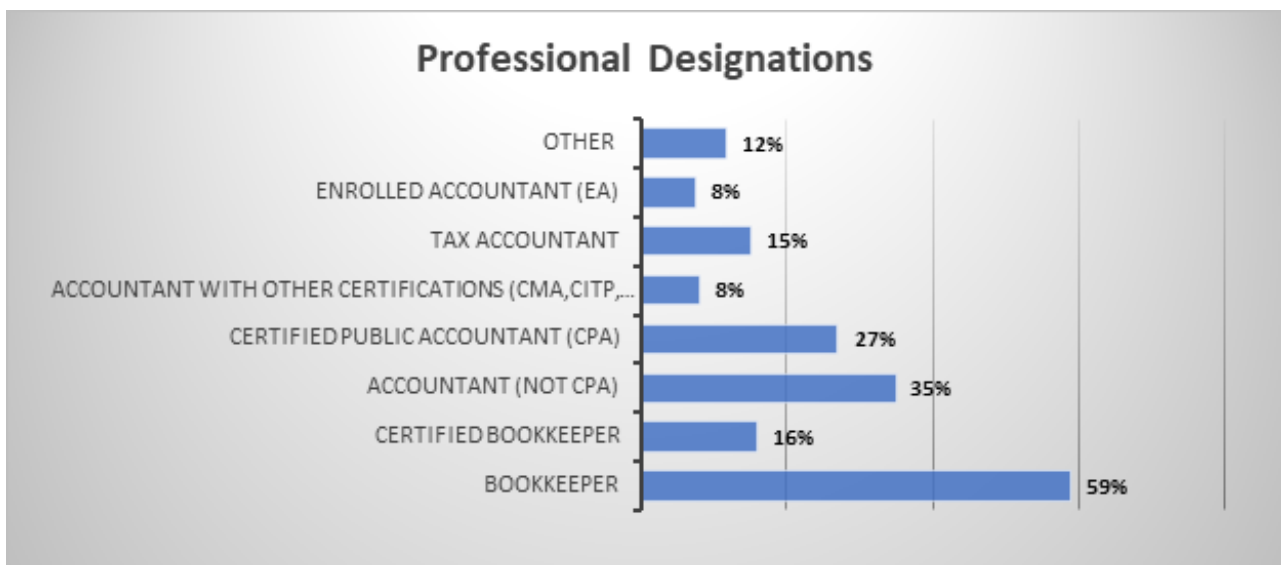 Professional Designations
OTHER 12%
ENROLLED ACCOUNTANT (EA) 8%
TAX ACCOUNTANT 15%
ACCOUNTANT WITH OTHER CERTIFICATIONS (CMA,CITP,... 8%
CERTIFIED PUBLIC ACCOUNTANT (CPA) 27%
ACCOUNTANT (NOT CPA) 35%
CERTIFIED BOOKKEEPER 16%
BOOKKEEPER 59%